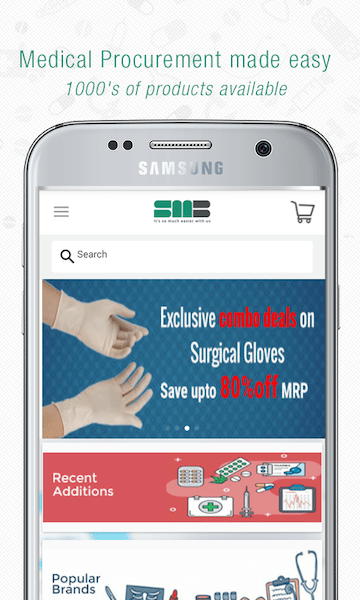 Medical Procurement made easy
1000's of products available
SAMSUNG
SMB
It's so much easier with us
Search
Exclusive combo deals on
Surgical Gloves
Save upto 80%off MRP
Recent
Additions
Popular
Brands